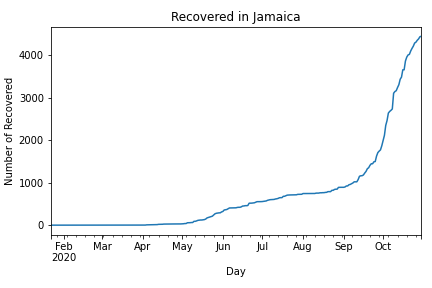 Recovered in Jamaica
Number of Recovered
4000
3000
2000
1000
0
Feb Mar Apr May Jun Jul Aug Sep Oct
2020
Day